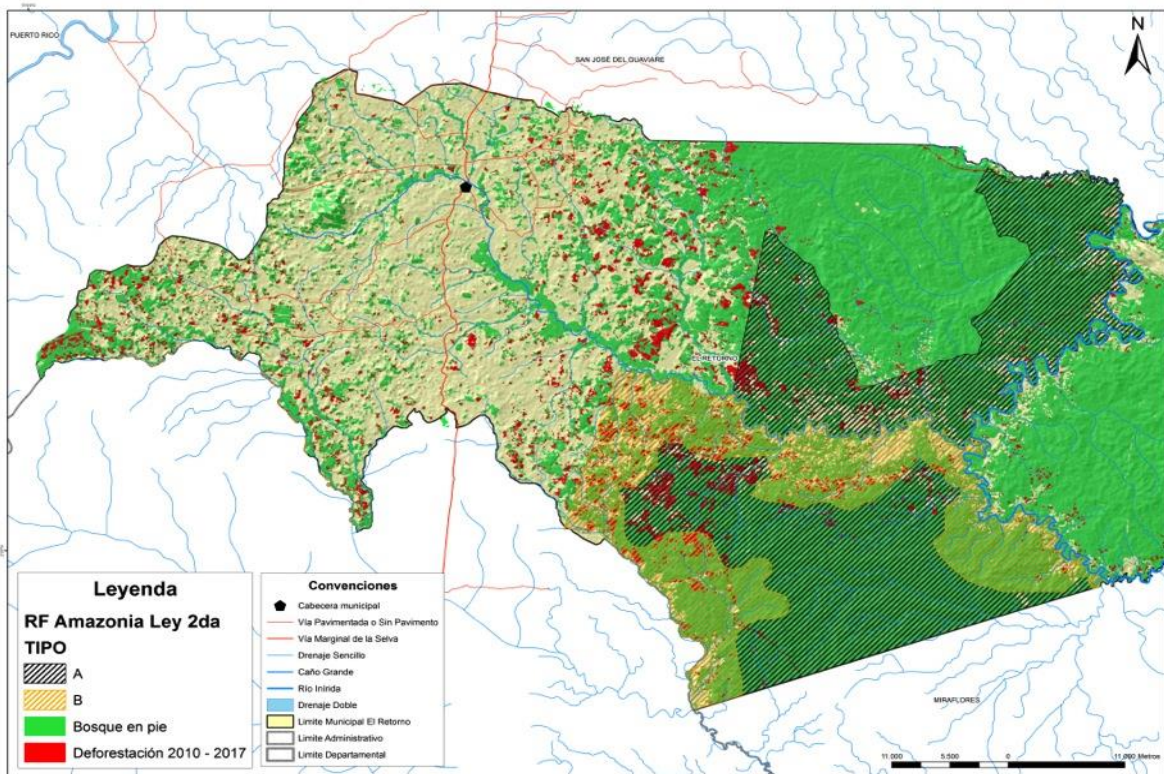 PUERTO RICO
N
SAN JOSÉ DEL GUAVIARE
EL RETORNO
MIRAFLORES
Leyenda
RF Amazonia Ley 2da
TIPO
A
B
Bosque en pie
Deforestación 2010 - 2017
Convenciones
Cabecera municipal
Vía Pavimentada o Sin Pavimento
Vía Marginal de la Selva
Drenaje Sencillo
Caño Grande
Río Inirida
Drenaje Doble
Limite Municipal El Retorno
Limite Administrativo
Limite Departamental
11.000 5.500 0 11.000 Metros